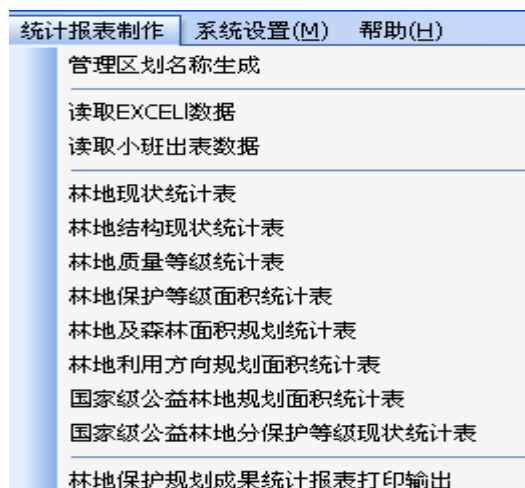 统计报表制作 系统设置(M) 帮助(H)
管理区划名称生成
读取EXCEL数据
读取小班出表数据
林地现状统计表
林地结构现状统计表
林地质量等级统计表
林地保护等级面积统计表
林地及森林面积规划统计表
林地利用方向规划面积统计表
国家级公益林地规划面积统计表
国家级公益林地分保护等级现状统计表
林地保护规划成果统计报表打印输出